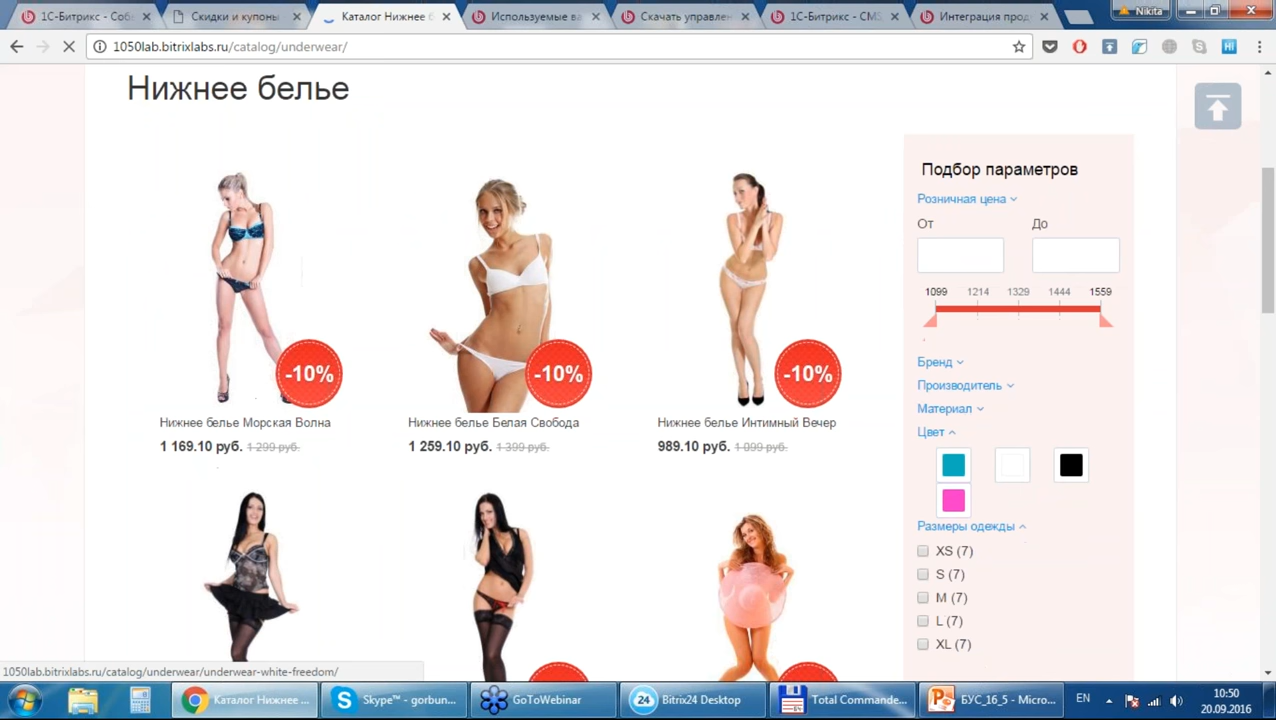 1С-Битрикс - Соб
Скидки и купоны
Каталог Нижнее б
Используемые ва
Скачать управлен
1С-Битрикс - CMS
Интеграция прод
Nikita
1050lab.bitrixlabs.ru/catalog/underwear/
Hi
Нижнее белье
-10%
-10%
-10%
Нижнее белье Морская Волна
Нижнее белье Белая Свобода
Нижнее белье Интимный Вечер
1 169.10 руб. 1 299 руб.
1 259.10 руб. 1 399 руб.
989.10 руб. 1 099 руб.
Подбор параметров
Розничная цена
От
До
1099 1214 1329 1444 1559
Бренд
Производитель
Материал
Цвет
Размеры одежды
XS (7)
S (7)
M (7)
L (7)
XL (7)
1050lab.bitrixlabs.ru/catalog/underwear/underwear-white-freedom/
Каталог Нижнее ...
Skype™ - gorbun...
GoToWebinar
24
Bitrix24 Desktop
Total Commande...
БУС_16_5 - Micro...
EN
10:50
20.09.2016